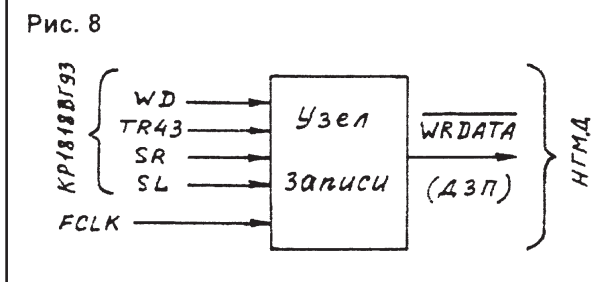 Рис. 8
КР1818ВГ93
WD
TR43
SR
SL
FCLK
Узел
записи
WRDATA
(ДЗП)
НГМД